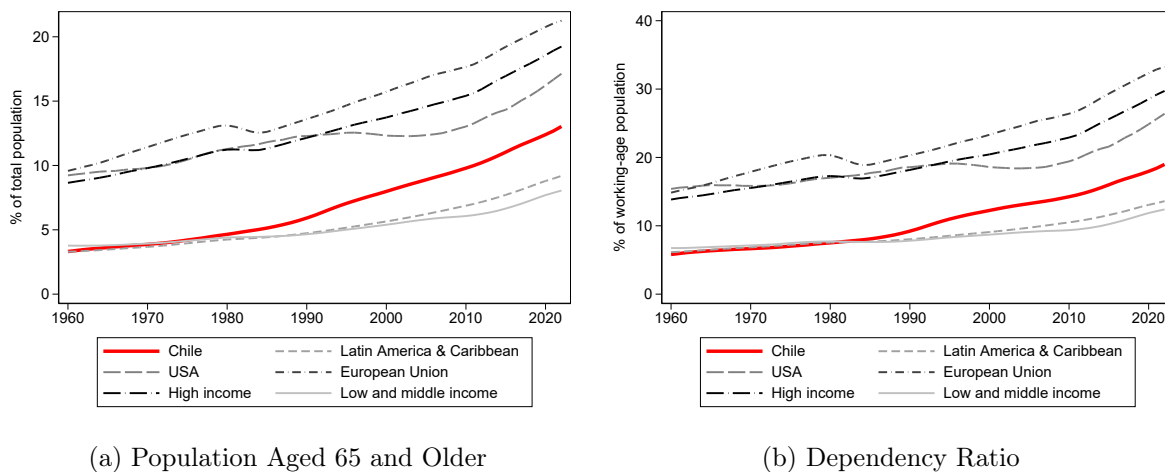 % of total population
20
15
10
5
0
1960 1970 1980 1990 2000 2010 2020
Chile Latin America & Caribbean
USA European Union
High income Low and middle income
(a) Population Aged 65 and Older
% of working-age population
40
30
20
10
0
1960 1970 1980 1990 2000 2010 2020
Chile Latin America & Caribbean
USA European Union
High income Low and middle income
(b) Dependency Ratio